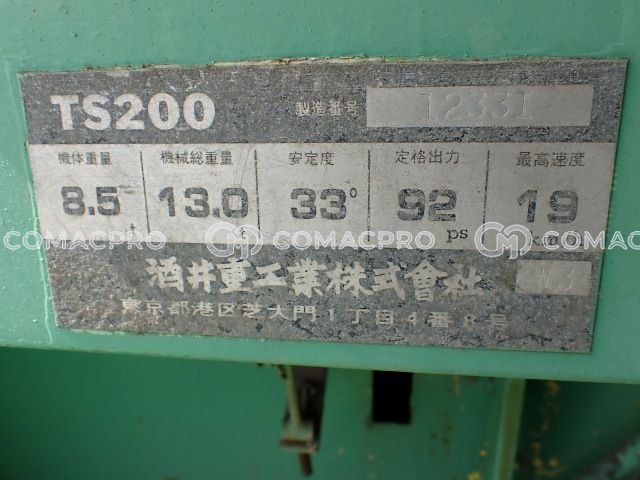 TS200 製造番号 12331
機体重量 機械総重量 安定度 定格出力 最高速度
8.5 13.0 33° 92 ps 19
COMACPRO COMACPRO COMACPRO
酒井重工業株式會社
東京都港区芝大門1丁目4番8号